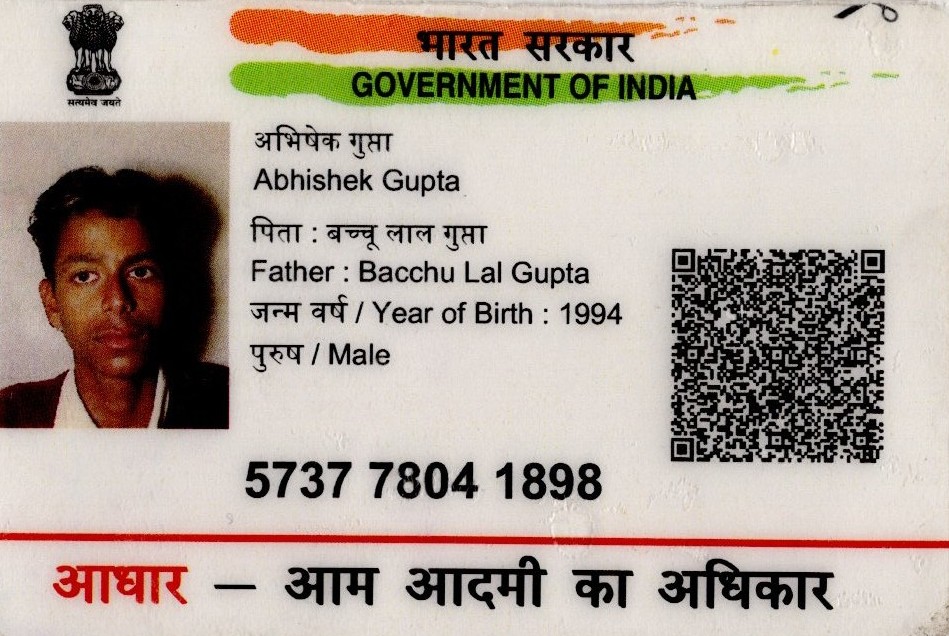 सत्यमेव जयते
भारत सरकार
GOVERNMENT OF INDIA
अभिषेक गुप्ता
Abhishek Gupta
पिता : बच्चू लाल गुप्ता
Father : Bacchu Lal Gupta
जन्म वर्ष / Year of Birth : 1994
पुरुष / Male
5737 7804 1898
आधार – आम आदमी का अधिकार